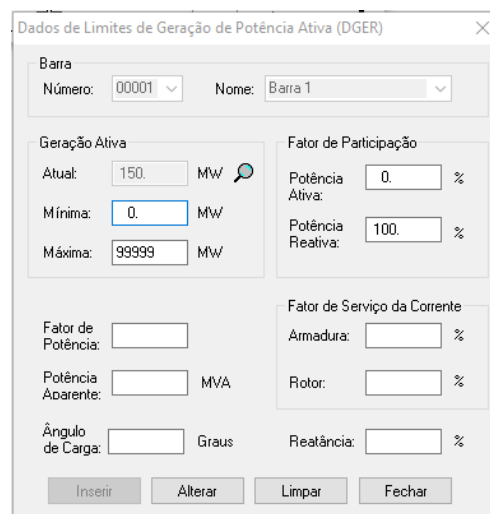 Dados de Limites de Geração de Potência Ativa (DGER)
Barra
Número: 00001 Nome: Barra 1
Geração Ativa
Atual: 150. MW
Mínima: 0. MW
Máxima: 99999 MW
Fator de Participação
Potência Ativa: 0. %
Potência Reativa: 100. %
Fator de Potência:
Potência Aparente: MVA
Ângulo de Carga: Graus
Fator de Serviço da Corrente
Armadura: %
Rotor: %
Reatância: %
Inserir Alterar Limpar Fechar